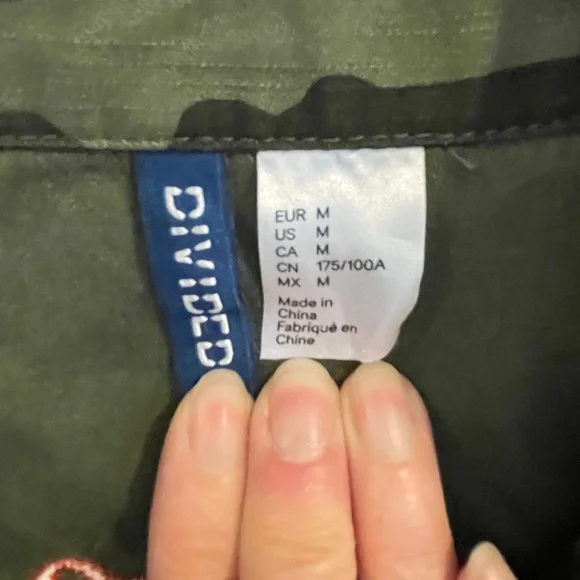 DIVIDED
EUR M
US M
CA M
CN 175/100A
MX M
Made in
China
Fabriqué en
Chine